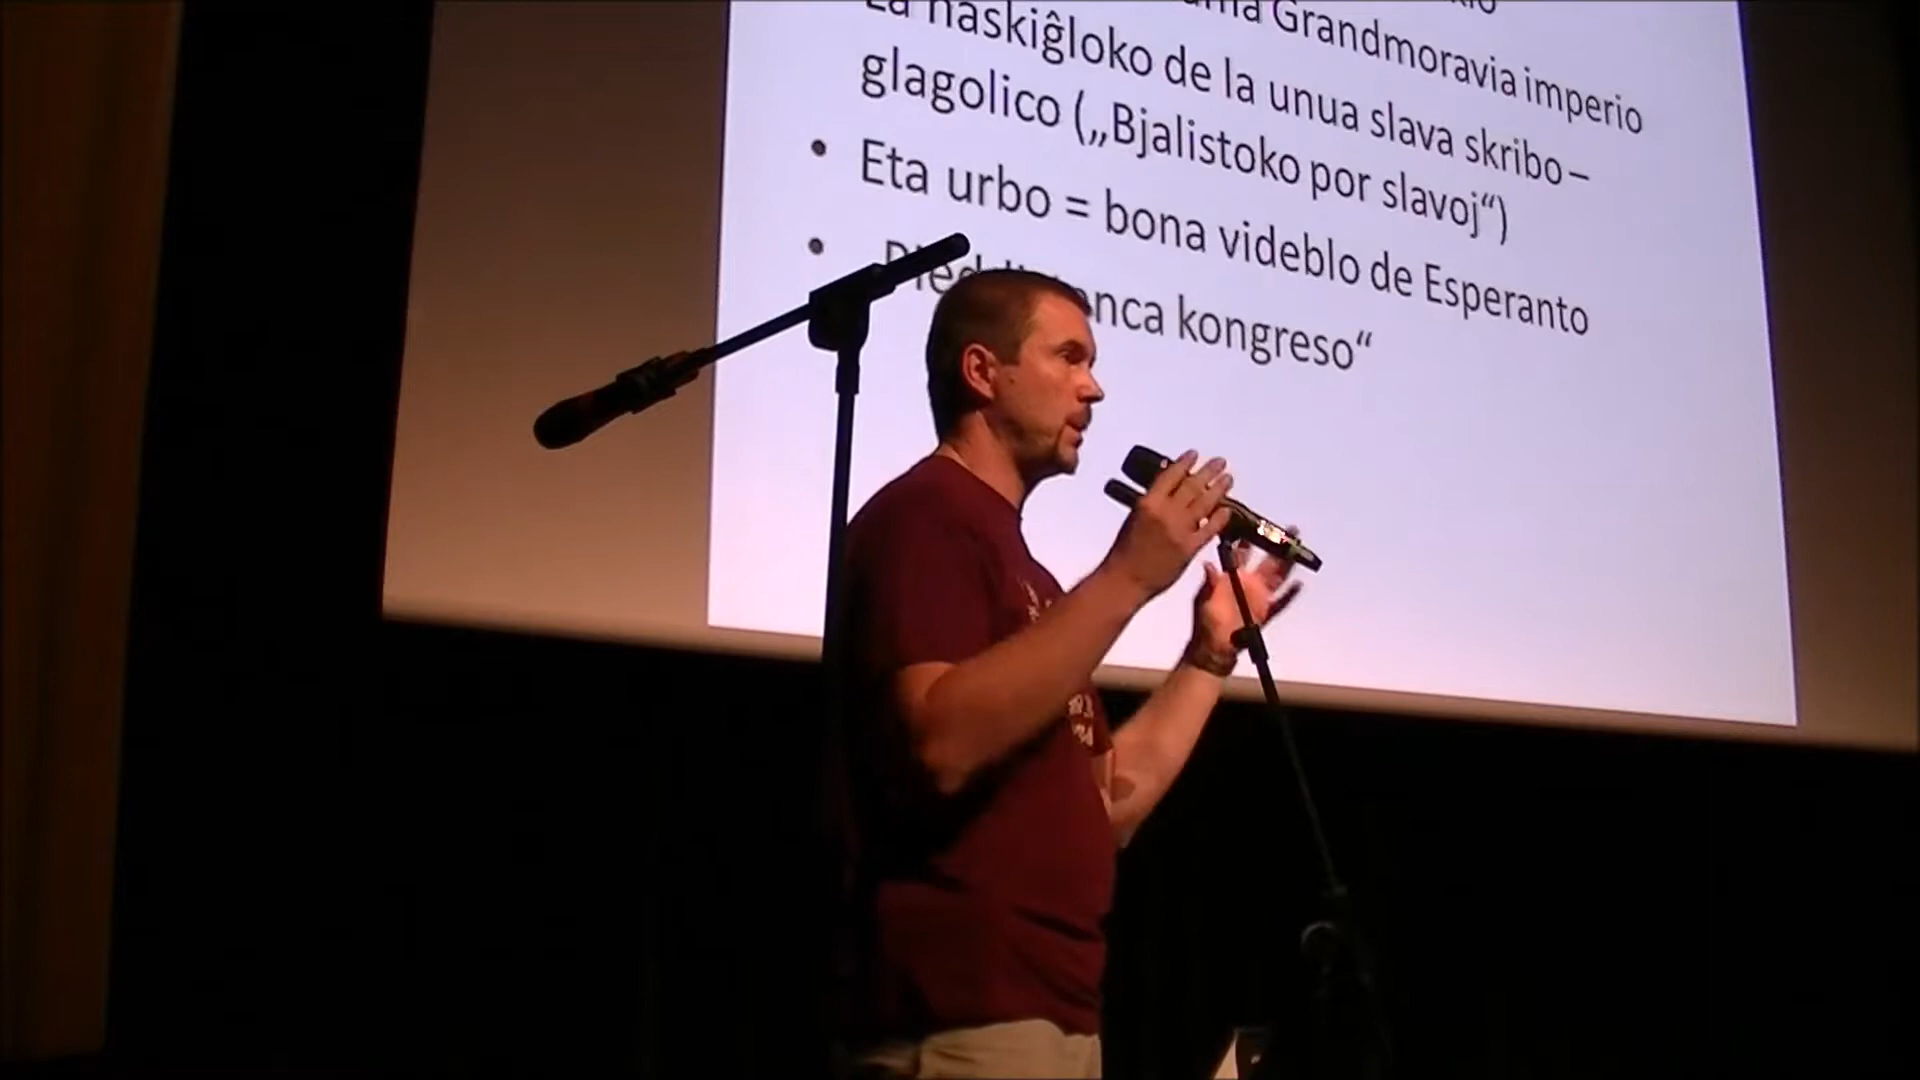 Grandmoravia imperio
La naskiĝloko de la unua slava skribo –
glagolico („Bjalistoko por slavoj“)
• Eta urbo = bona videblo de Esperanto
• kongreso“